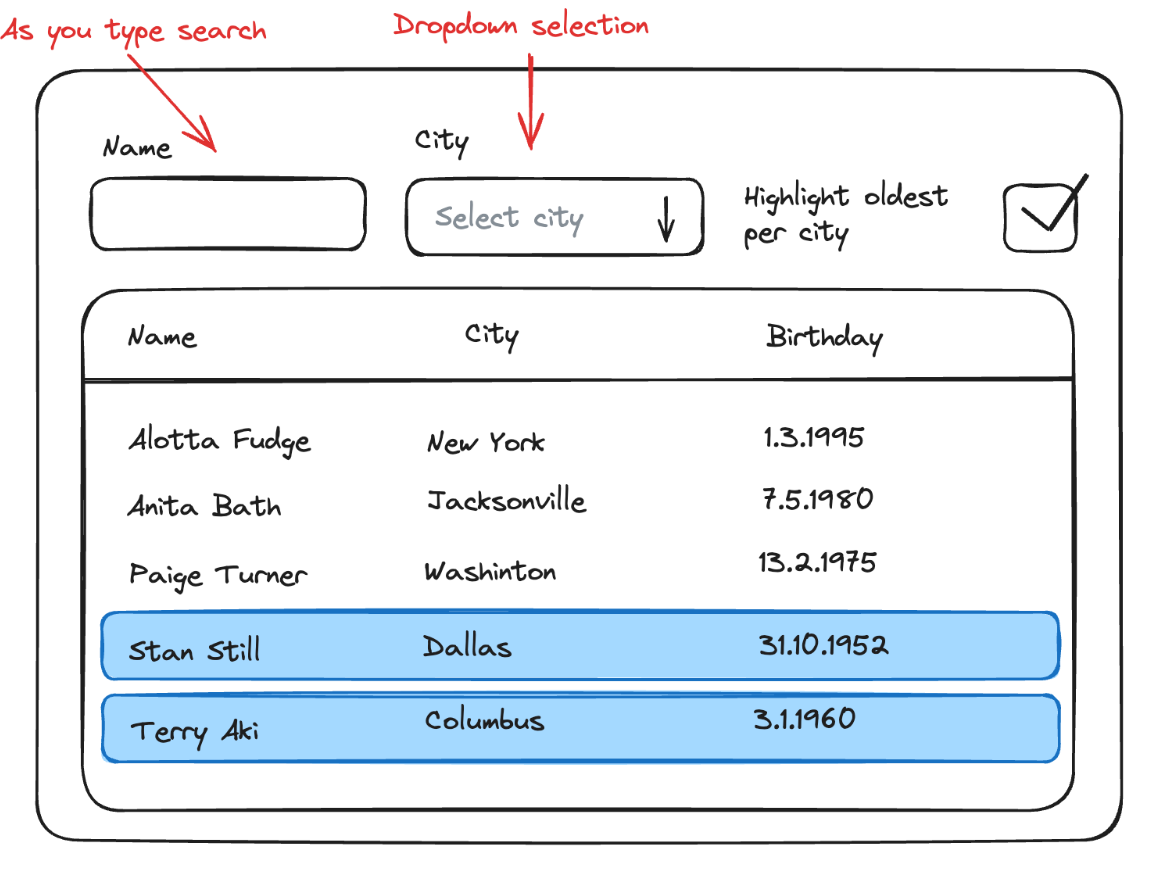 As you type search
Dropdown selection
Name
City
Select city
Highlight oldest
per city
Name City Birthday
Alotta Fudge New York 1.3.1995
Anita Bath Jacksonville 7.5.1980
Paige Turner Washinton 13.2.1975
Stan Still Dallas 31.10.1952
Terry Aki Columbus 3.1.1960